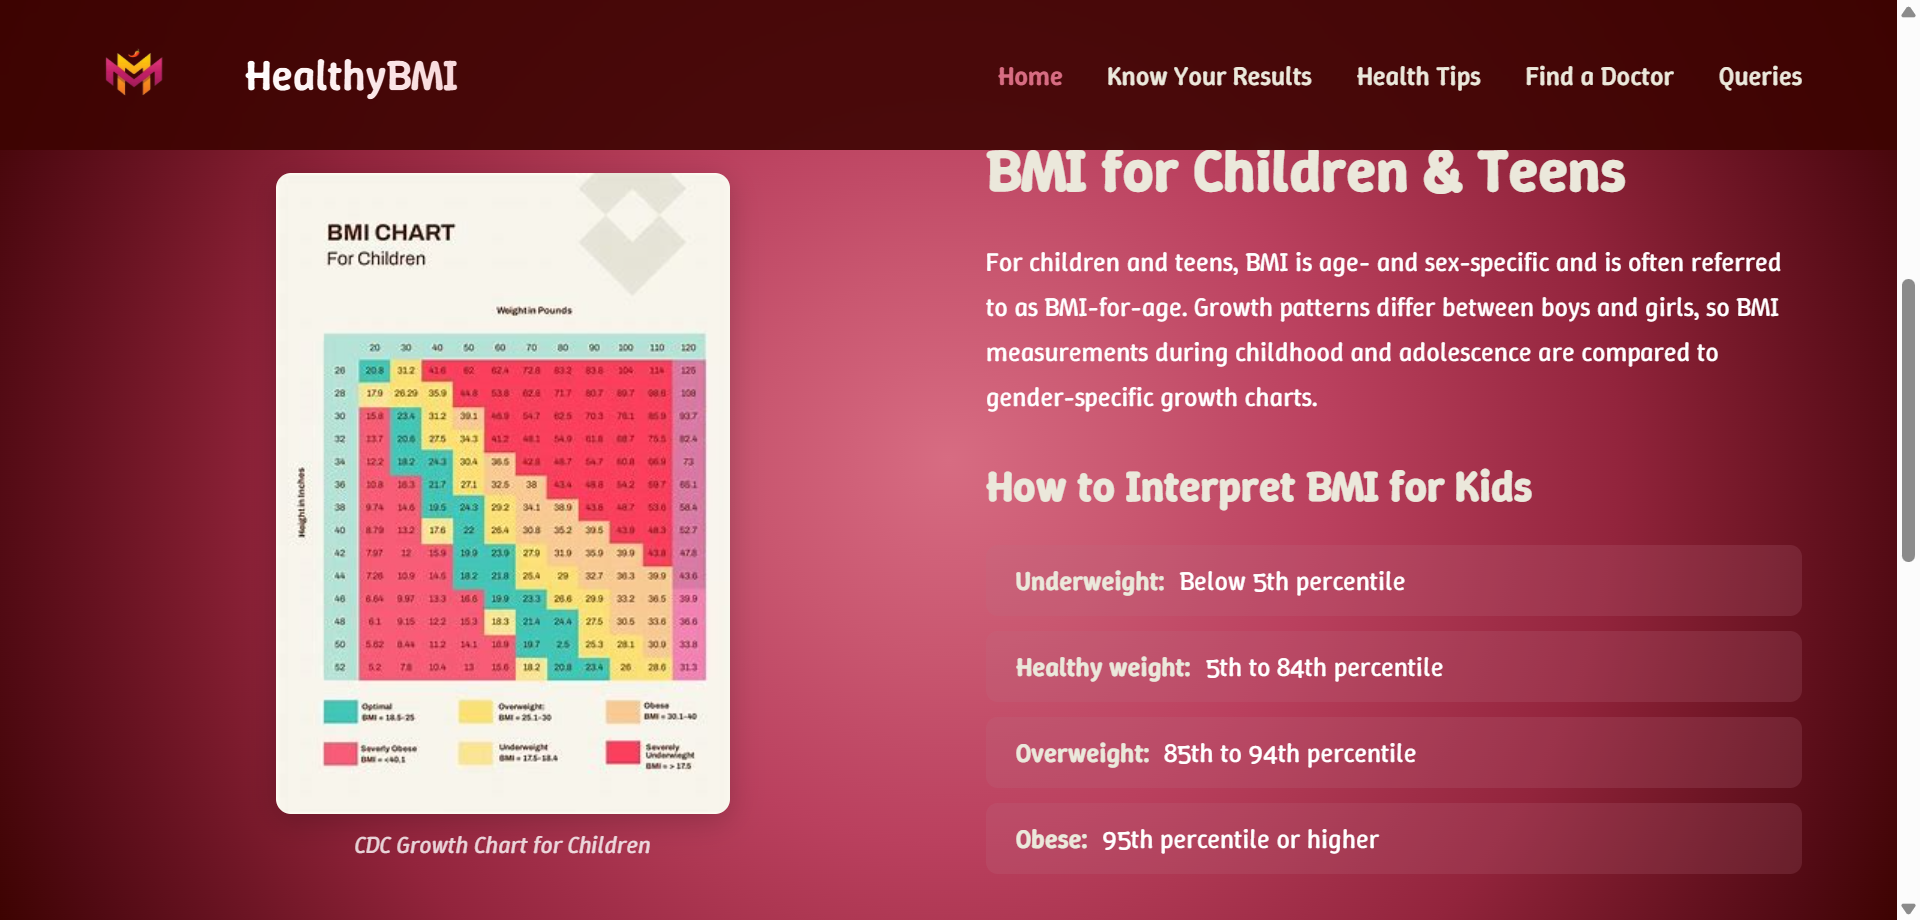 HealthyBMI
Home
Know Your Results
Health Tips
Find a Doctor
Queries
BMI CHART
For Children
Weight in Pounds
Height in Inches
20 30 40 50 60 70 80 90 100 110 120
26 20.8 31.2 41.6 52 62.4 72.8 83.2 93.6 104 114 125
28 17.9 26.29 35.9 44.8 53.8 62.8 71.7 80.7 89.7 98.6 108
30 15.6 23.4 31.2 39.1 46.9 54.7 62.5 70.3 78.1 85.9 93.7
32 13.7 20.6 27.5 34.3 41.2 48.1 54.9 61.8 68.7 75.5 82.4
34 12.2 18.2 24.3 30.4 36.5 42.6 48.7 54.7 60.8 66.9 73
36 10.8 16.3 21.7 27.1 32.5 38 43.4 48.8 54.2 59.7 65.1
38 9.74 14.6 19.5 24.3 29.2 34.1 38.9 43.8 48.7 53.6 58.4
40 8.79 13.2 17.6 22 26.4 30.8 35.2 39.5 43.9 48.3 52.7
42 7.97 12 15.9 19.9 23.9 27.9 31.9 35.9 39.9 43.8 47.8
44 7.26 10.9 14.5 18.2 21.8 25.4 29 32.7 36.3 39.9 43.6
46 6.64 9.97 13.3 16.6 19.9 23.3 26.6 29.9 33.2 36.5 39.9
48 6.1 9.15 12.2 15.3 18.3 21.4 24.4 27.5 30.5 33.6 36.6
50 5.62 8.44 11.2 14.1 16.9 19.7 2.5 25.3 28.1 30.9 33.8
52 5.2 7.8 10.4 13 15.6 18.2 20.8 23.4 26 28.6 31.3
Optimal
BMI = 18.5-25
Overweight:
BMI = 25.1-30
Obese
BMI = 30.1-40
Severly Obese
BMI = <40.1
Underweight
BMI = 17.5-18.4
Severely
Underwieght
BMI = > 17.5
CDC Growth Chart for Children
BMI for Children & Teens
For children and teens, BMI is age- and sex-specific and is often referred
to as BMI-for-age. Growth patterns differ between boys and girls, so BMI
measurements during childhood and adolescence are compared to
gender-specific growth charts.
How to Interpret BMI for Kids
Underweight: Below 5th percentile
Healthy weight: 5th to 84th percentile
Overweight: 85th to 94th percentile
Obese: 95th percentile or higher